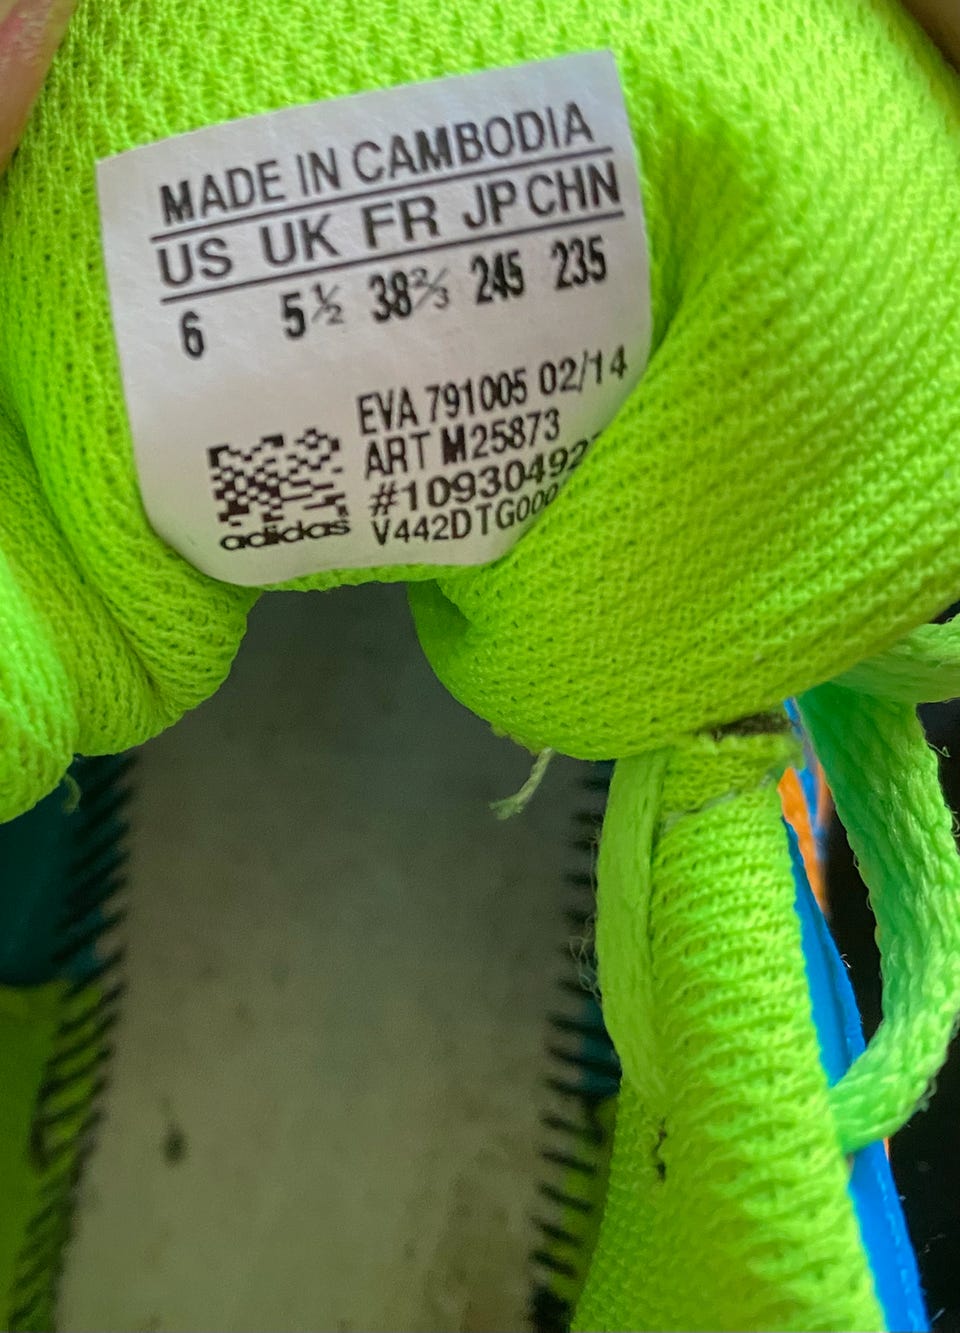 MADE IN CAMBODIA
US UK FR JP CHN
6 5½ 38⅔ 245 235
EVA 791005 02/14
ART M25873
adidas